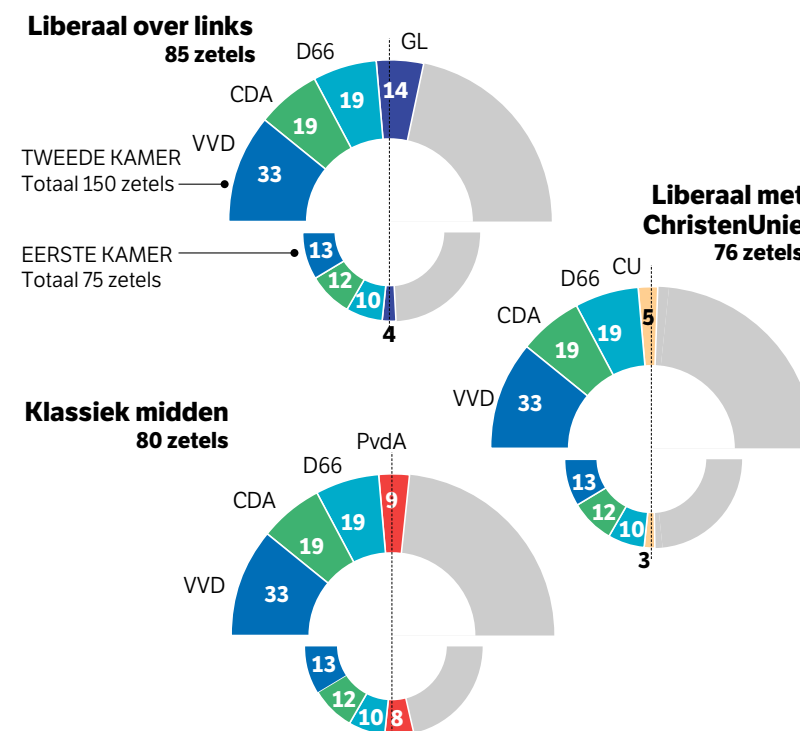 Liberaal over links
85 zetels
VVD
CDA
D66
GL
33
19
19
14
TWEEDE KAMER
Totaal 150 zetels
EERSTE KAMER
Totaal 75 zetels
13
12
10
4
Liberaal met
ChristenUnie
76 zetels
VVD
CDA
D66
CU
33
19
19
5
13
12
10
3
Klassiek midden
80 zetels
VVD
CDA
D66
PvdA
33
19
19
9
13
12
10
8